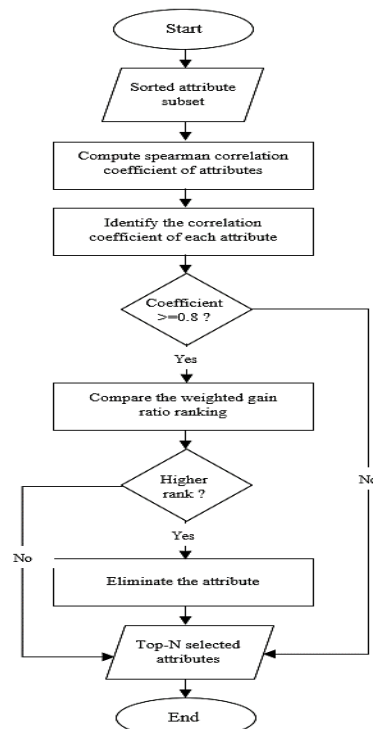 Start
Sorted attribute
subset
Compute spearman correlation
coefficient of attributes
Identify the correlation
coefficient of each attribute
Coefficient
>=0.8 ?
Yes
Compare the weighted gain
ratio ranking
No
Higher
rank ?
No
Yes
Eliminate the attribute
Top-N selected
attributes
End